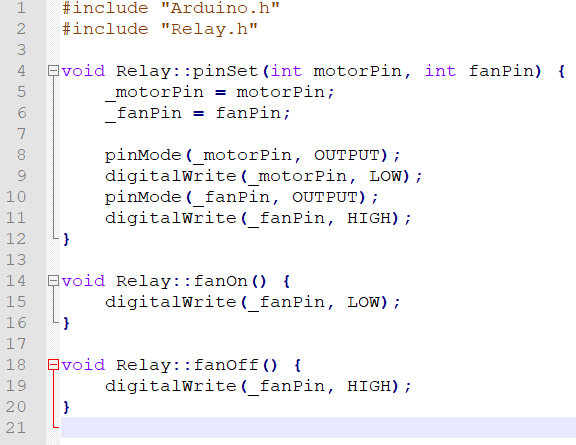 1 #include "Arduino.h"
2 #include "Relay.h"
3
4 void Relay::pinSet(int motorPin, int fanPin) {
5     _motorPin = motorPin;
6     _fanPin = fanPin;
7
8     pinMode(_motorPin, OUTPUT);
9     digitalWrite(_motorPin, LOW);
10     pinMode(_fanPin, OUTPUT);
11     digitalWrite(_fanPin, HIGH);
12 }
13
14 void Relay::fanOn() {
15     digitalWrite(_fanPin, LOW);
16 }
17
18 void Relay::fanOff() {
19     digitalWrite(_fanPin, HIGH);
20 }
21